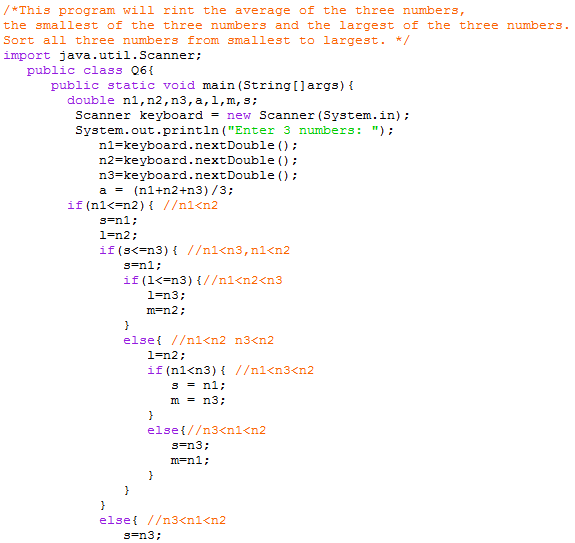 /*This program will rint the average of the three numbers,
the smallest of the three numbers and the largest of the three numbers.
Sort all three numbers from smallest to largest. */
import java.util.Scanner;
public class Q6{
public static void main(String[]args){
double n1,n2,n3,a,l,m,s;
Scanner keyboard = new Scanner(System.in);
System.out.println("Enter 3 numbers: ");
n1=keyboard.nextDouble();
n2=keyboard.nextDouble();
n3=keyboard.nextDouble();
a = (n1+n2+n3)/3;
if(n1<=n2){ //n1<n2
s=n1;
l=n2;
if(s<=n3){ //n1<n3,n1<n2
s=n1;
if(l<=n3){//n1<n2<n3
l=n3;
m=n2;
}
else{ //n1<n2 n3<n2
l=n2;
if(n1<n3){ //n1<n3<n2
s = n1;
m = n3;
}
else{//n3<n1<n2
s=n3;
m=n1;
}
}
}
else{ //n3<n1<n2
s=n3;